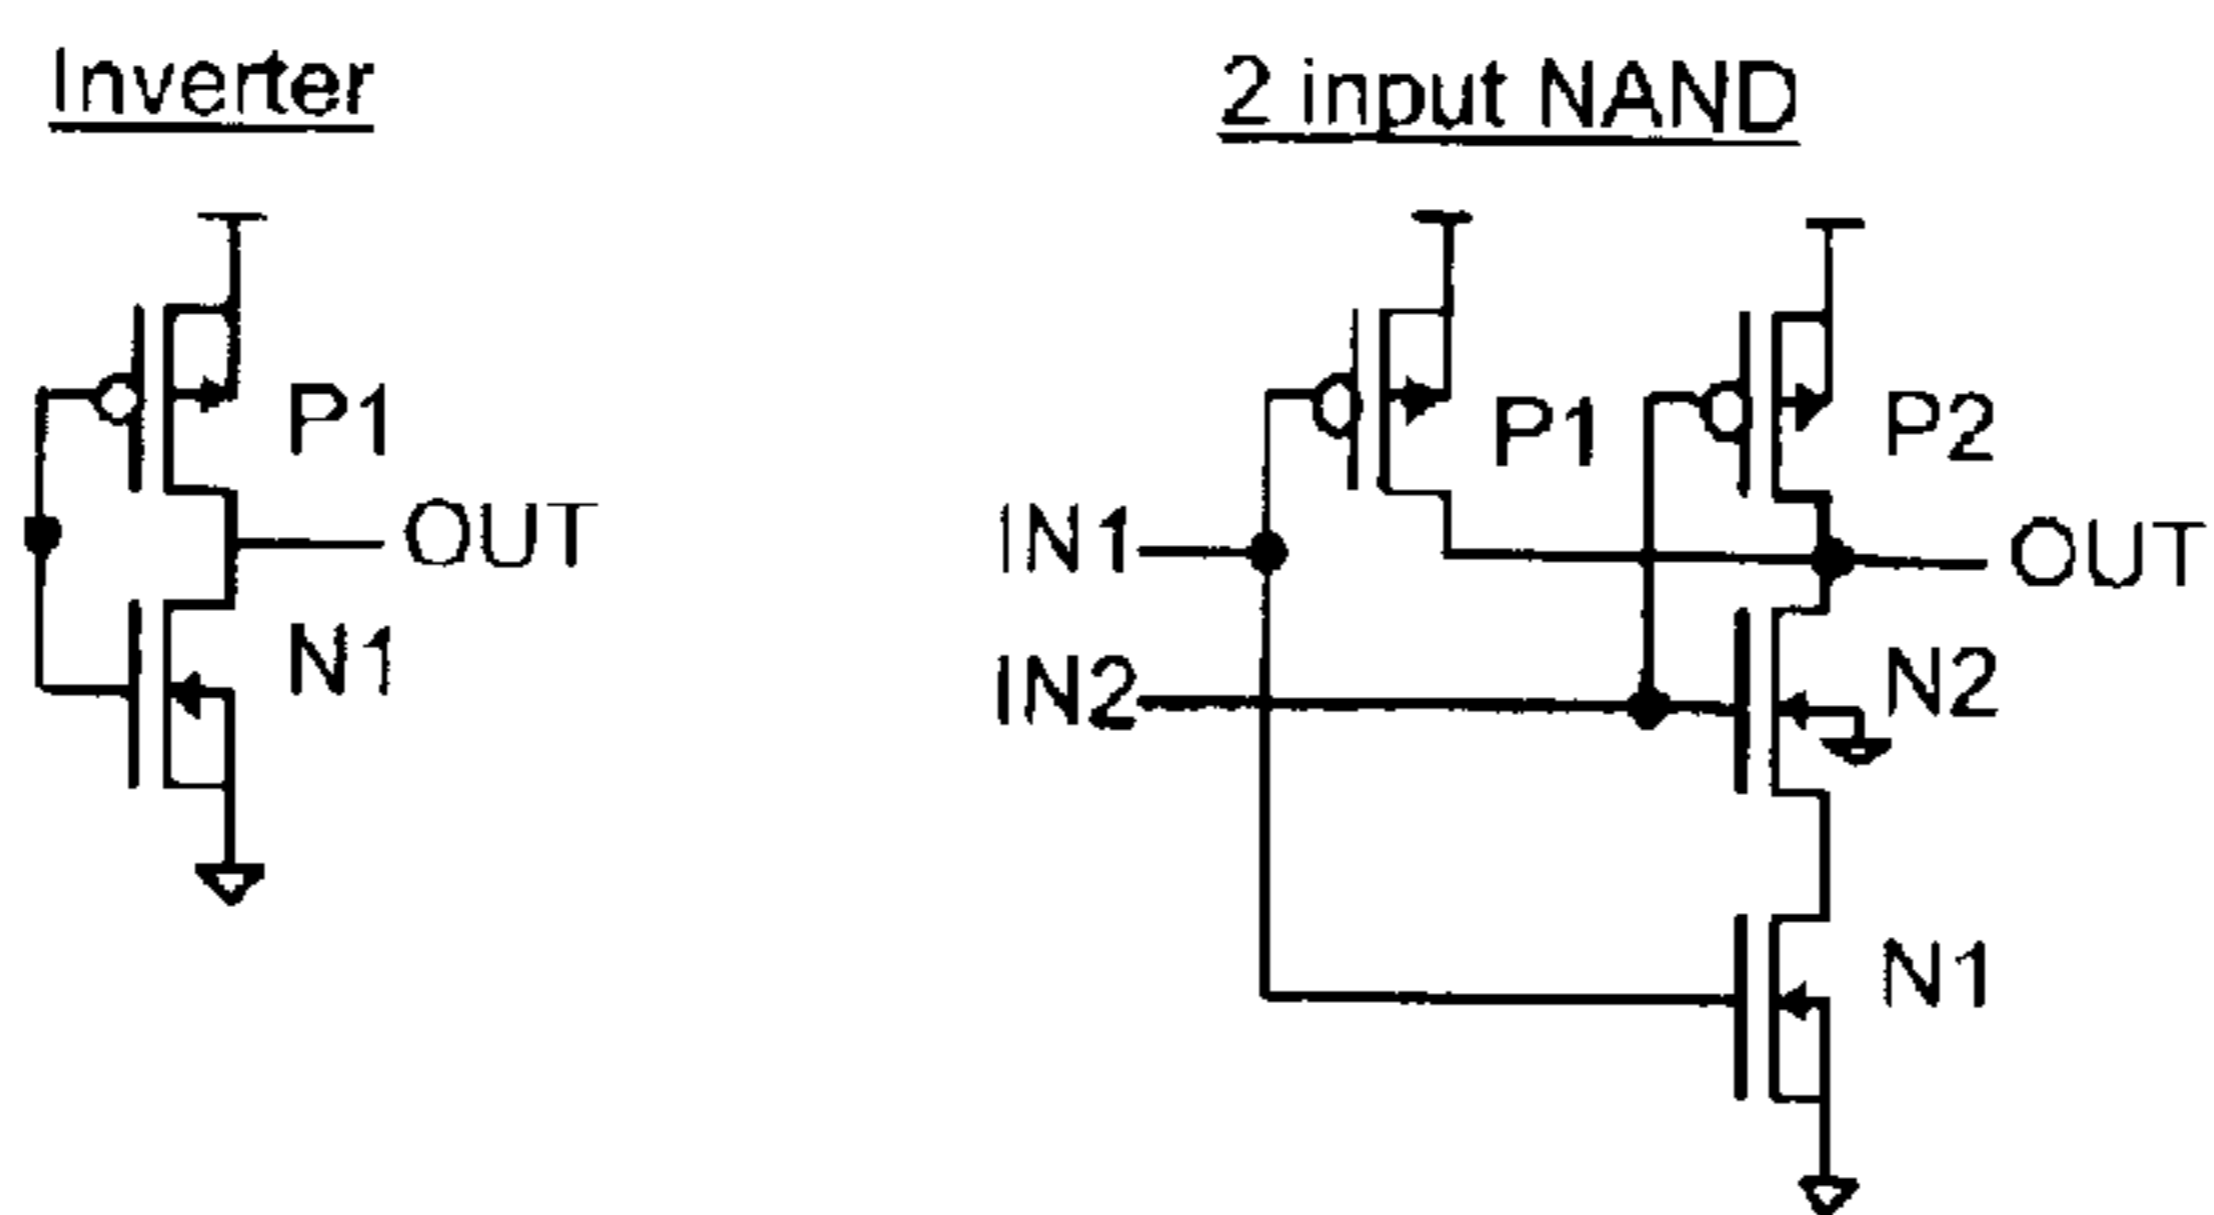 Inverter
P1
OUT
N1
2 input NAND
P1
P2
IN1
OUT
IN2
N2
N1